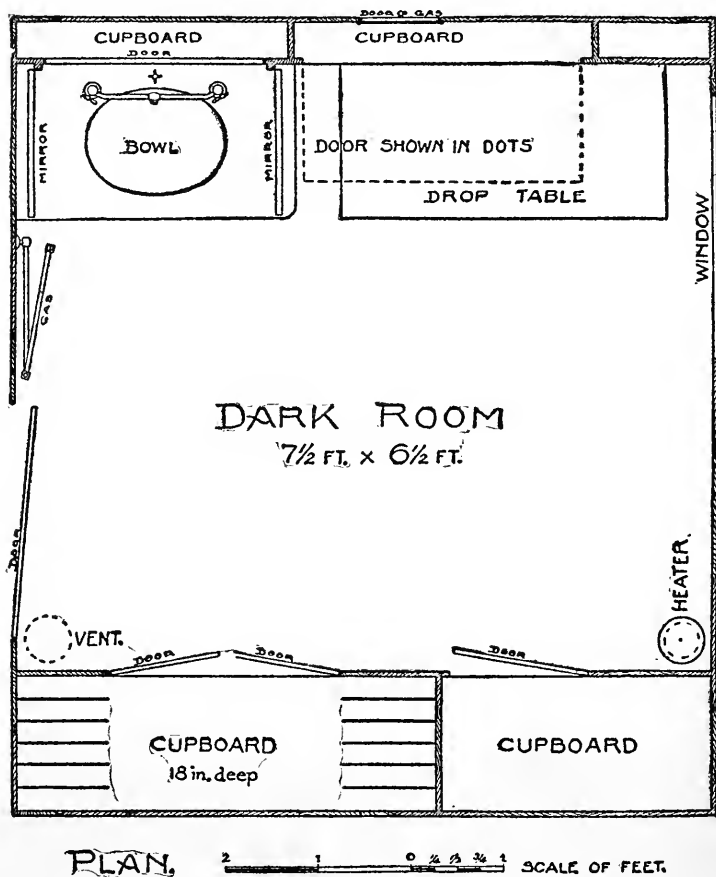 DOOR & GAS
CUPBOARD
CUPBOARD
DOOR
MIRROR
BOWL
MIRROR
DOOR SHOWN IN DOTS
DROP TABLE
WINDOW
GAS
DARK ROOM
7½ FT. × 6½ FT.
DOOR
HEATER.
VENT.
DOOR
DOOR
DOOR
CUPBOARD
18 in. deep
CUPBOARD
PLAN.
2 1 0 ¼ ½ ¾ 1 SCALE OF FEET.